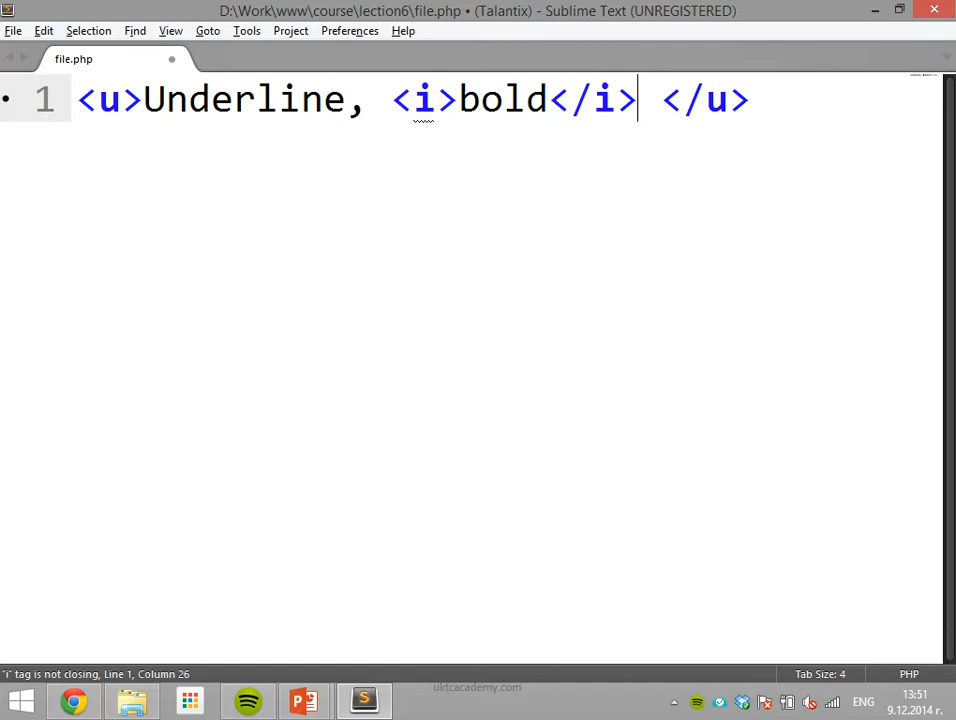 D:\Work\www\course\lection6\file.php • (Talantix) - Sublime Text (UNREGISTERED)
File Edit Selection Find View Goto Tools Project Preferences Help
file.php
1 <u>Underline, <i>bold</i> </u>
"i" tag is not closing, Line 1, Column 26 Tab Size: 4 PHP
uktcacademy.com
ЕНГ
13:51
9.12.2014 г.